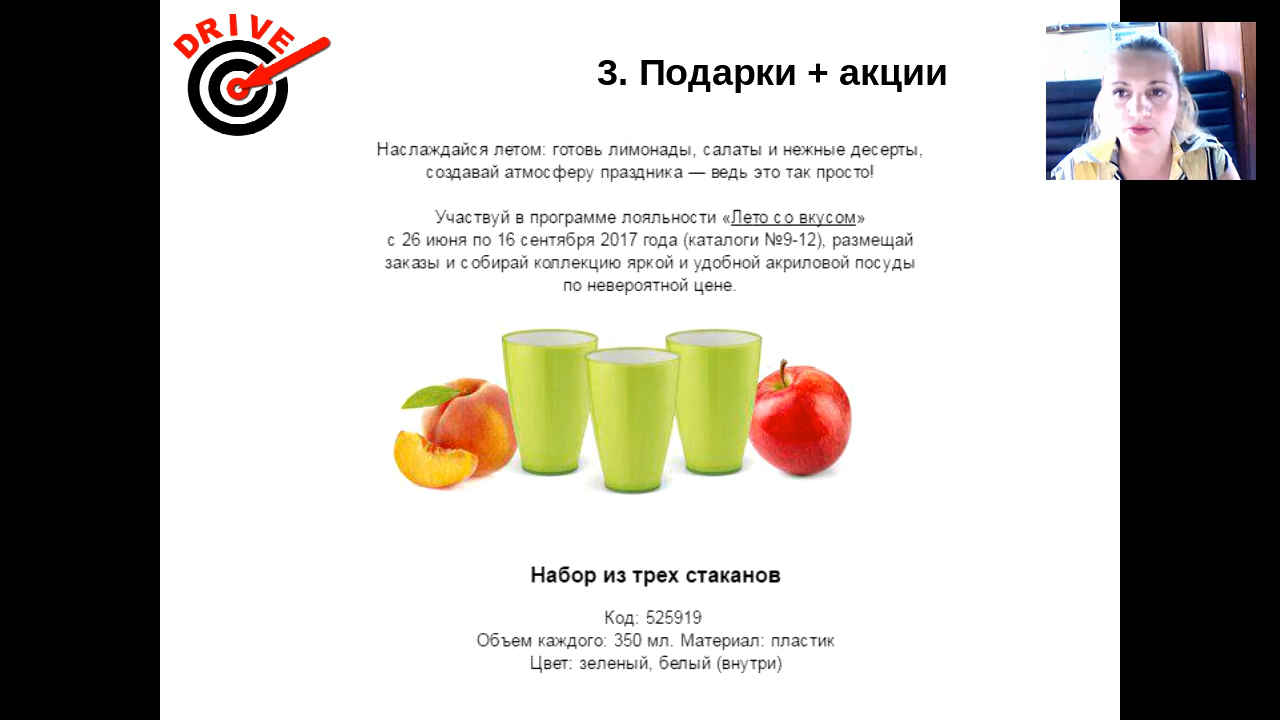 DRIVE
3. Подарки + акции
Наслаждайся летом: готовь лимонады, салаты и нежные десерты,
создавай атмосферу праздника — ведь это так просто!
Участвуй в программе лояльности «Лето со вкусом»
с 26 июня по 16 сентября 2017 года (каталоги №9-12), размещай
заказы и собирай коллекцию яркой и удобной акриловой посуды
по невероятной цене.
Набор из трех стаканов
Код: 525919
Объем каждого: 350 мл. Материал: пластик
Цвет: зеленый, белый (внутри)